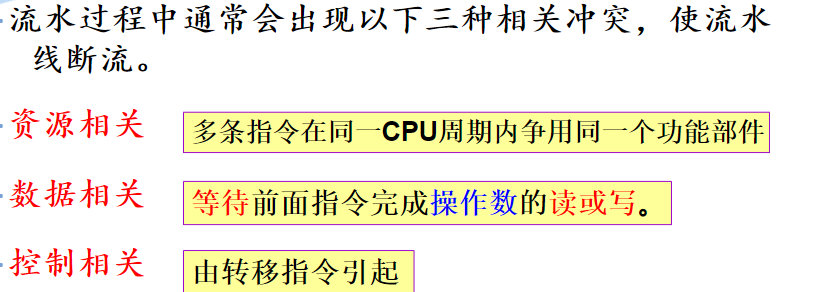 流水过程中通常会出现以下三种相关冲突，使流水
线断流。
资源相关 多条指令在同一CPU周期内争用同一个功能部件
数据相关 等待前面指令完成操作数的读或写。
控制相关 由转移指令引起